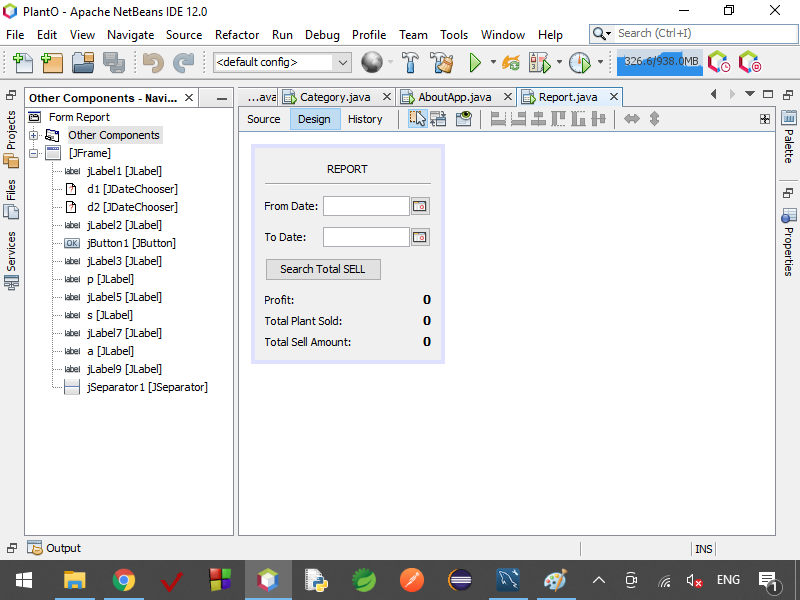 PlantO - Apache NetBeans IDE 12.0
File Edit View Navigate Source Refactor Run Debug Profile Team Tools Window Help
Search (Ctrl+I)
<default config>
326.6/938.0MB
Other Components - Navi...
...ava Category.java AboutApp.java Report.java
Source Design History
Projects
Files
Services
Palette
Properties
Form Report
Other Components
[JFrame]
label jLabel1 [JLabel]
? d1 [JDateChooser]
? d2 [JDateChooser]
label jLabel2 [JLabel]
OK jButton1 [JButton]
label jLabel3 [JLabel]
label p [JLabel]
label jLabel5 [JLabel]
label s [JLabel]
label jLabel7 [JLabel]
label a [JLabel]
label jLabel9 [JLabel]
jSeparator1 [JSeparator]
REPORT
From Date:
To Date:
Search Total SELL
Profit: 0
Total Plant Sold: 0
Total Sell Amount: 0
Output
INS
ENG
1